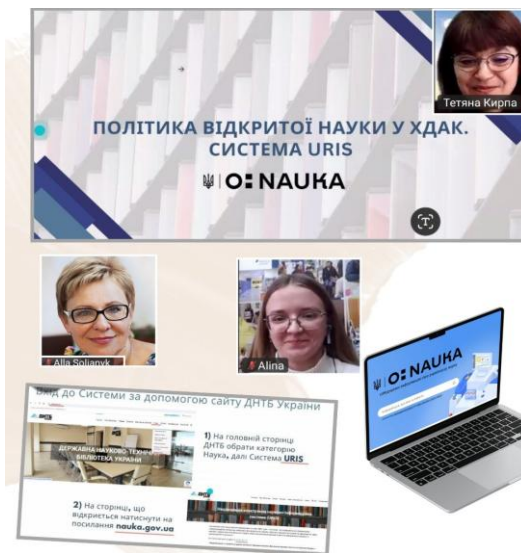 Тетяна Кирпа
ПОЛІТИКА ВІДКРИТОЇ НАУКИ У ХДАК.
СИСТЕМА URIS
O: NAUKA
Alla Soljanyk
Alina
O: NAUKA
Вхід до Системи за допомогою сайту ДНТБ України
ДЕРЖАВНА НАУКОВО-ТЕХНІЧНА
БІБЛІОТЕКА УКРАЇНИ
1) На головній сторінці
ДНТБ обрати категорію
Наука, далі Система URIS
2) На сторінці, що
відкриється натиснути на
посилання nauka.gov.ua